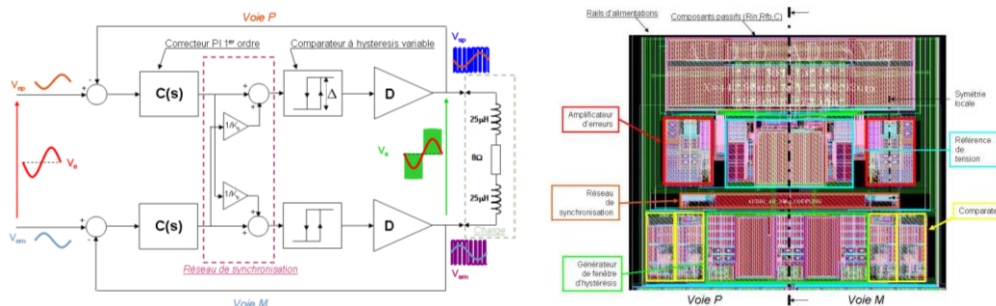 Voie P
Correcteur PI 1er ordre
Comparateur à hysteresis variable
Vep
-
C(s)
+
+
Δ
D
Vsp
25µH
8Ω
25µH
Ve
Vs
1/Ks
1/Ks
+
+
Vem
C(s)
D
Charge
Vsm
Réseau de synchronisation
Voie M
Rails d'alimentations
Composants passifs (Rin,Rfb,C)
Symétrie
locale
Amplificateur
d'erreurs
Référence
de
tension
Réseau
de
synchronisation
Comparate
Générateur
de fenêtre
d'hystérésis
Voie P
Voie M